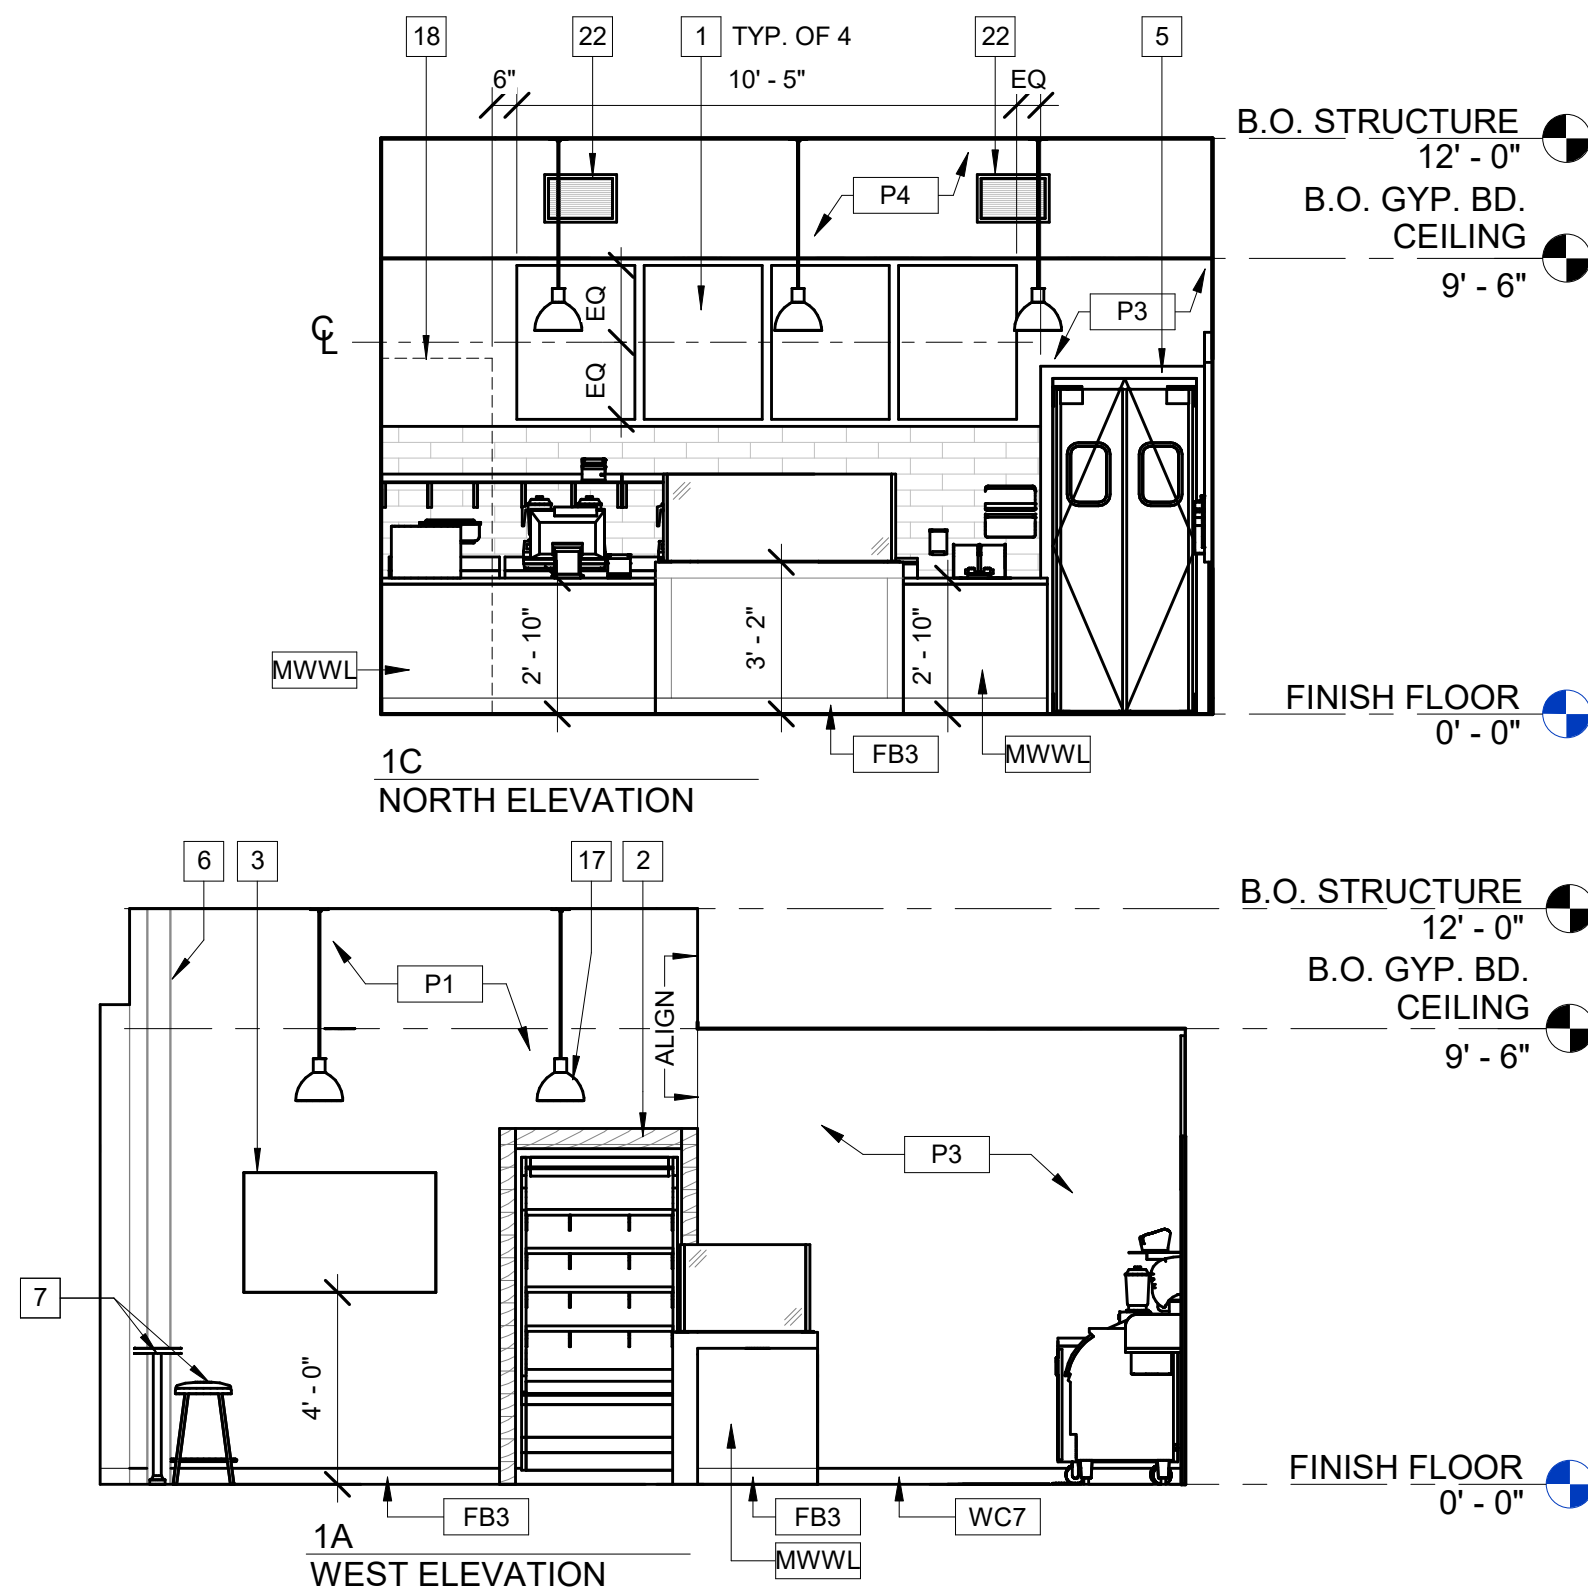 18
22
1 TYP. OF 4
22
5
6"
10' - 5"
EQ
B.O. STRUCTURE
12' - 0"
P4
B.O. GYP. BD.
CEILING
9' - 6"
EQ
P3
CL
EQ
2' - 10"
3' - 2"
2' - 10"
MWWL
FINISH FLOOR
0' - 0"
FB3
MWWL
1C
NORTH ELEVATION
6
3
17
2
B.O. STRUCTURE
12' - 0"
P1
B.O. GYP. BD.
CEILING
9' - 6"
ALIGN
P3
7
4' - 0"
FINISH FLOOR
0' - 0"
FB3
FB3
WC7
MWWL
1A
WEST ELEVATION